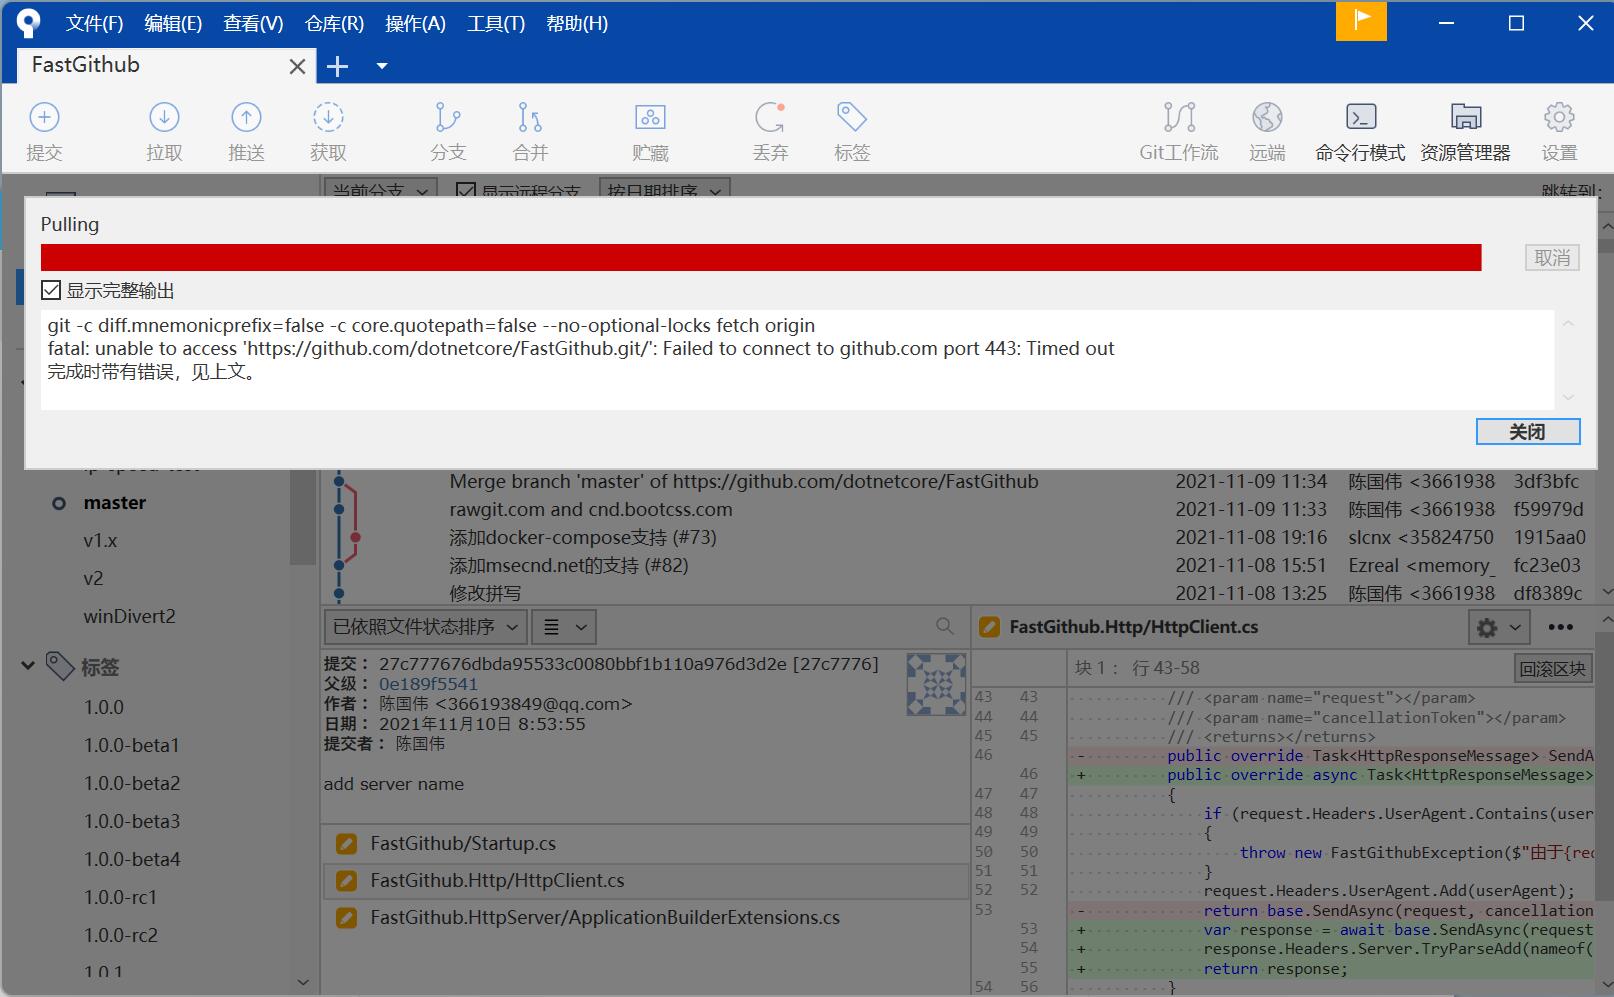 文件(F) 编辑(E) 查看(V) 仓库(R) 操作(A) 工具(T) 帮助(H)
FastGithub
提交 拉取 推送 获取 分支 合并 贮藏 丢弃 标签 Git工作流 远端 命令行模式 资源管理器 设置
当前分支 显示远程分支 按日期排序 跳转到:
Pulling
取消
显示完整输出
git -c diff.mnemonicprefix=false -c core.quotepath=false --no-optional-locks fetch origin
fatal: unable to access 'https://github.com/dotnetcore/FastGithub.git/': Failed to connect to github.com port 443: Timed out
完成时带有错误，见上文。
关闭
master
v1.x
v2
winDivert2
标签
1.0.0
1.0.0-beta1
1.0.0-beta2
1.0.0-beta3
1.0.0-beta4
1.0.0-rc1
1.0.0-rc2
1.0.1
Merge branch 'master' of https://github.com/dotnetcore/FastGithub 2021-11-09 11:34 陈国伟 <3661938 3df3bfc
rawgit.com and cnd.bootcss.com 2021-11-09 11:33 陈国伟 <3661938 f59979d
添加docker-compose支持 (#73) 2021-11-08 19:16 slcnx <35824750 1915aa0
添加msecnd.net的支持 (#82) 2021-11-08 15:51 Ezreal <memory_ fc23e03
修改拼写 2021-11-08 13:25 陈国伟 <3661938 df8389c
已依照文件状态排序
提交： 27c777676dbda95533c0080bbf1b110a976d3d2e [27c7776]
父级： 0e189f5541
作者： 陈国伟 <366193849@qq.com>
日期： 2021年11月10日 8:53:55
提交者： 陈国伟
add server name
FastGithub/Startup.cs
FastGithub.Http/HttpClient.cs
FastGithub.HttpServer/ApplicationBuilderExtensions.cs
FastGithub.Http/HttpClient.cs
块 1： 行 43-58 回滚区块
43 43 /// <param name="request"></param>
44 44 /// <param name="cancellationToken"></param>
45 45 /// <returns></returns>
46 - public override Task<HttpResponseMessage> SendA
46 + public override async Task<HttpResponseMessage>
47 47 {
48 48 if (request.Headers.UserAgent.Contains(user
49 49 {
50 50 throw new FastGithubException($"由于{req
51 51 }
52 52 request.Headers.UserAgent.Add(userAgent);
53 - return base.SendAsync(request, cancellation
53 + var response = await base.SendAsync(request
54 + response.Headers.Server.TryParseAdd(nameof(
55 + return response;
54 56 }